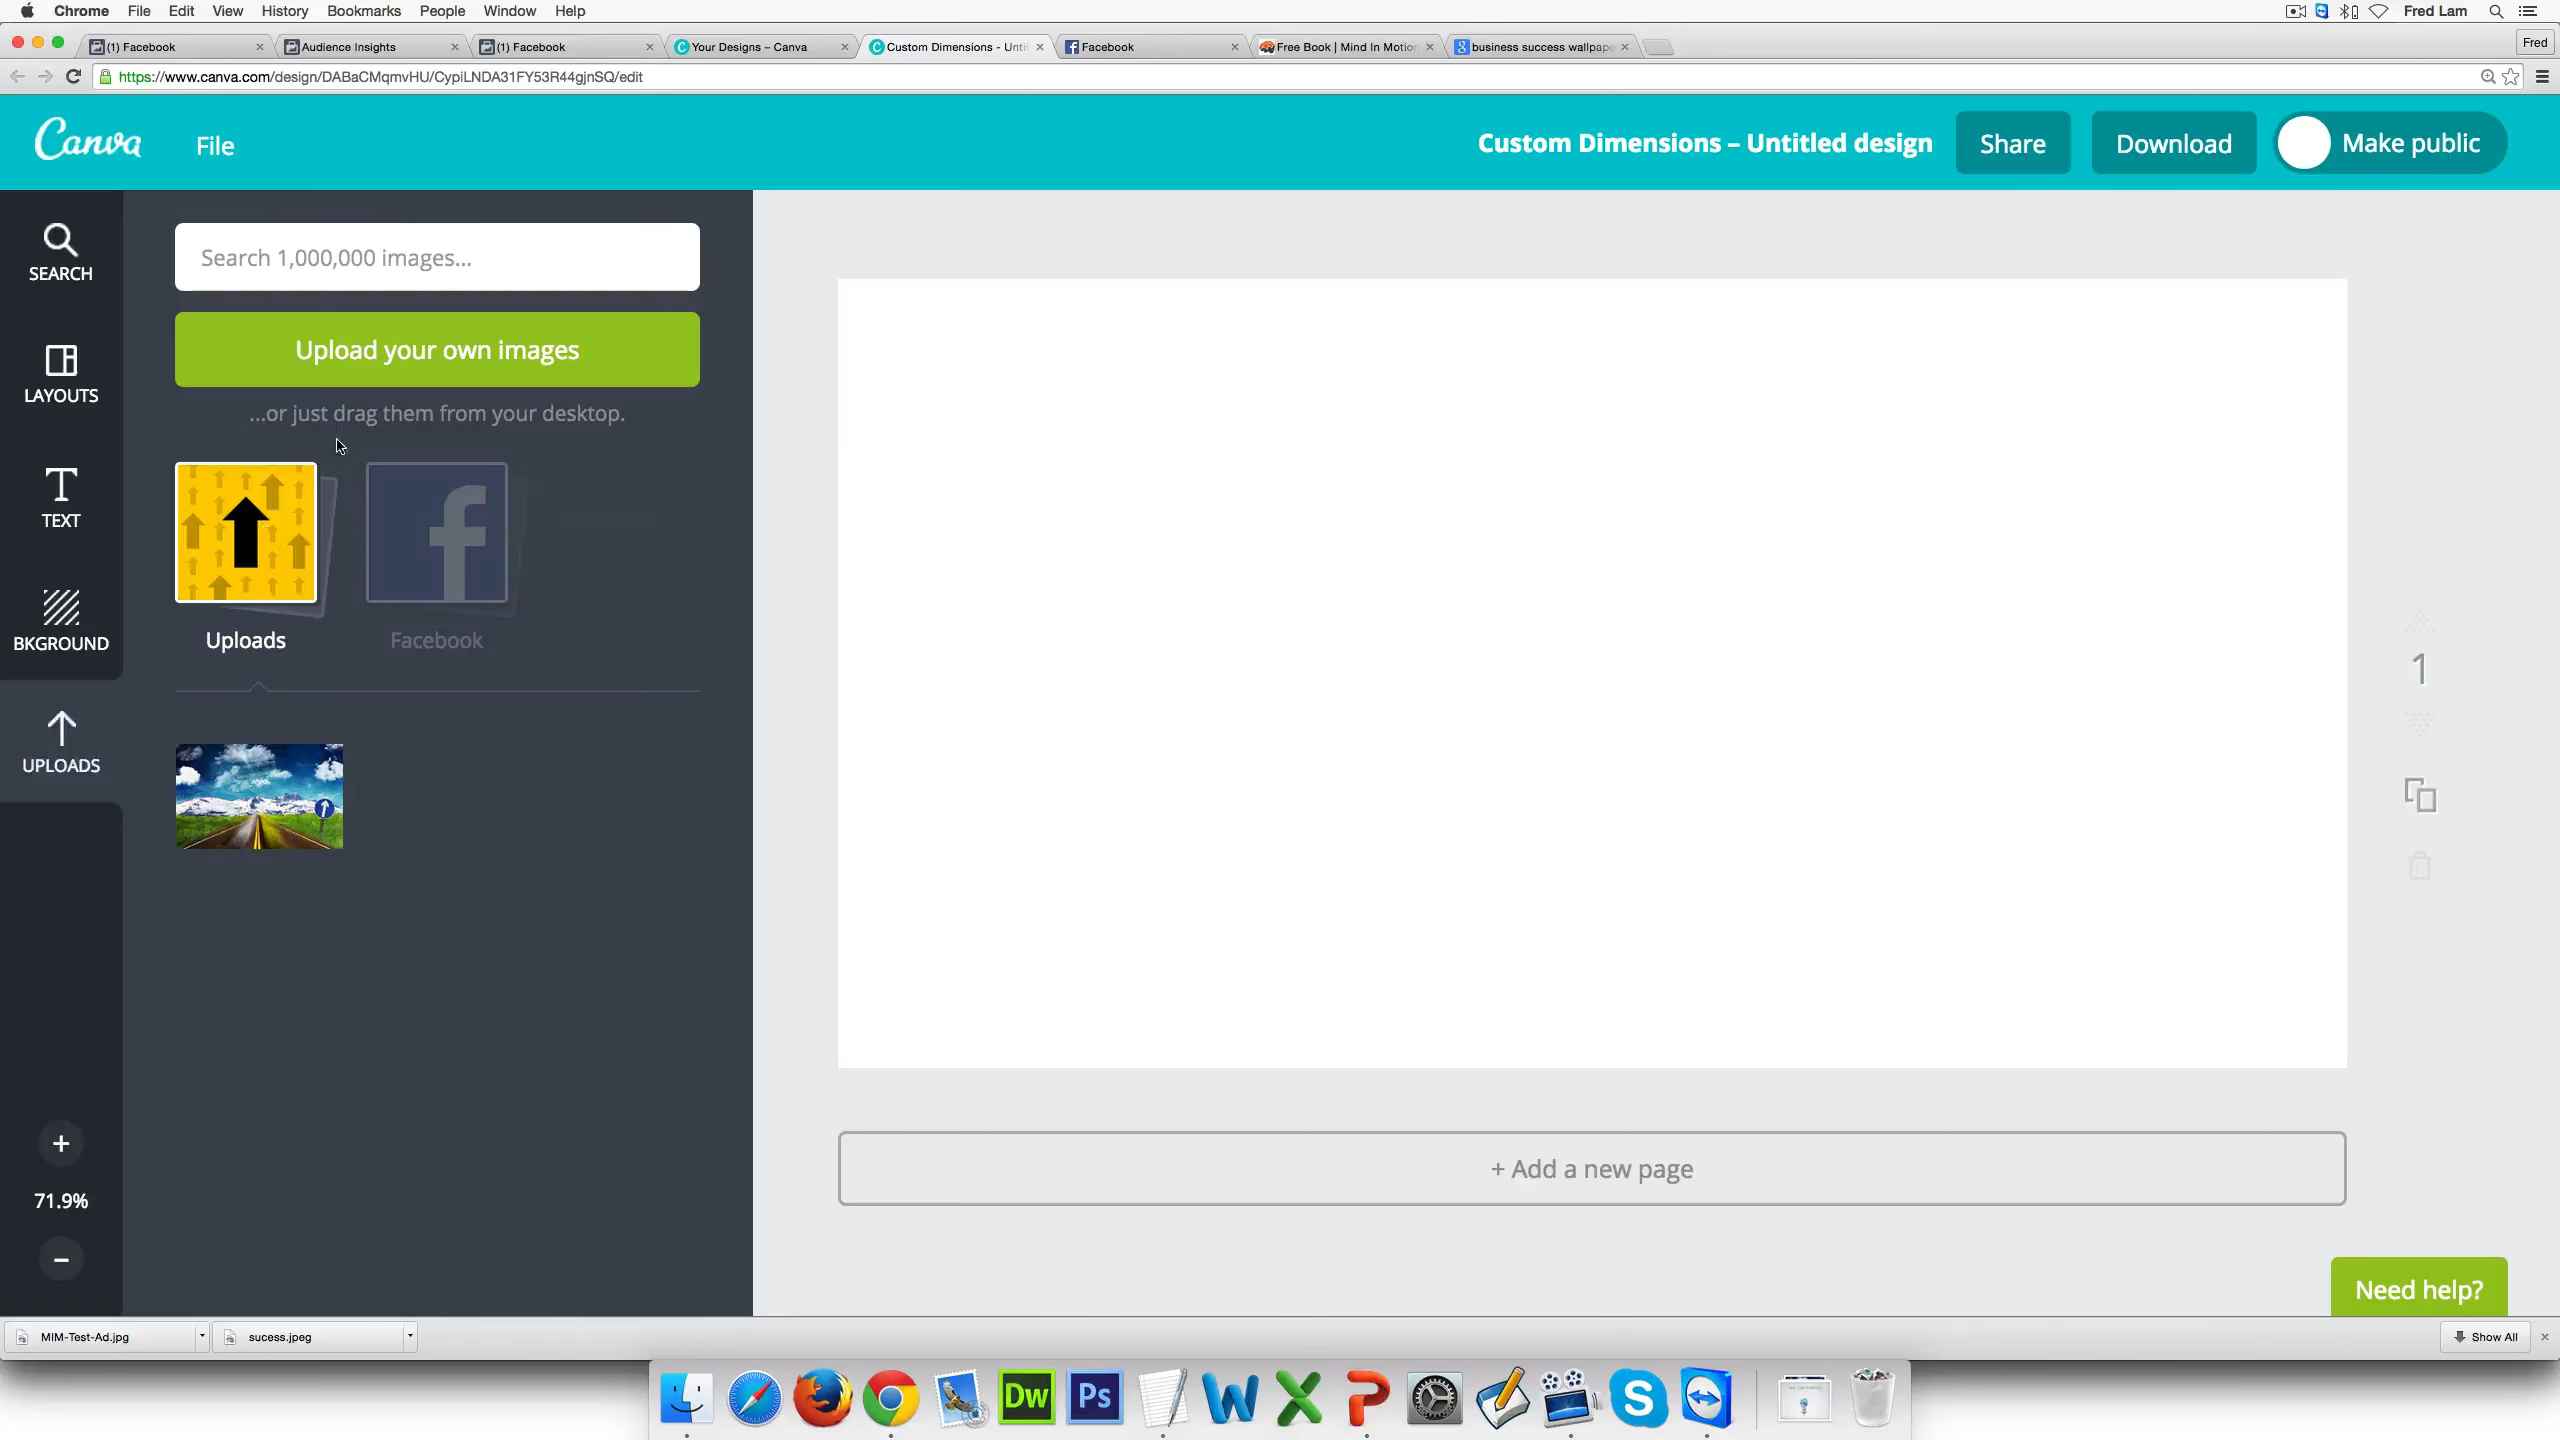 Chrome File Edit View History Bookmarks People Window Help Fred Lam
(1) Facebook Audience Insights (1) Facebook Your Designs – Canva Custom Dimensions - Unti Facebook Free Book | Mind In Motion business success wallpape Fred
https://www.canva.com/design/DABaCMqmvHU/CypiLNDA31FY53R44gjnSQ/edit
Canva File Custom Dimensions – Untitled design Share Download Make public
Search 1,000,000 images...
SEARCH
Upload your own images
LAYOUTS
...or just drag them from your desktop.
TEXT
Uploads Facebook
BKGROUND
1
UPLOADS
+
+ Add a new page
71.9%
−
Need help?
MIM-Test-Ad.jpg sucess.jpeg Show All
Dw Ps W X P S